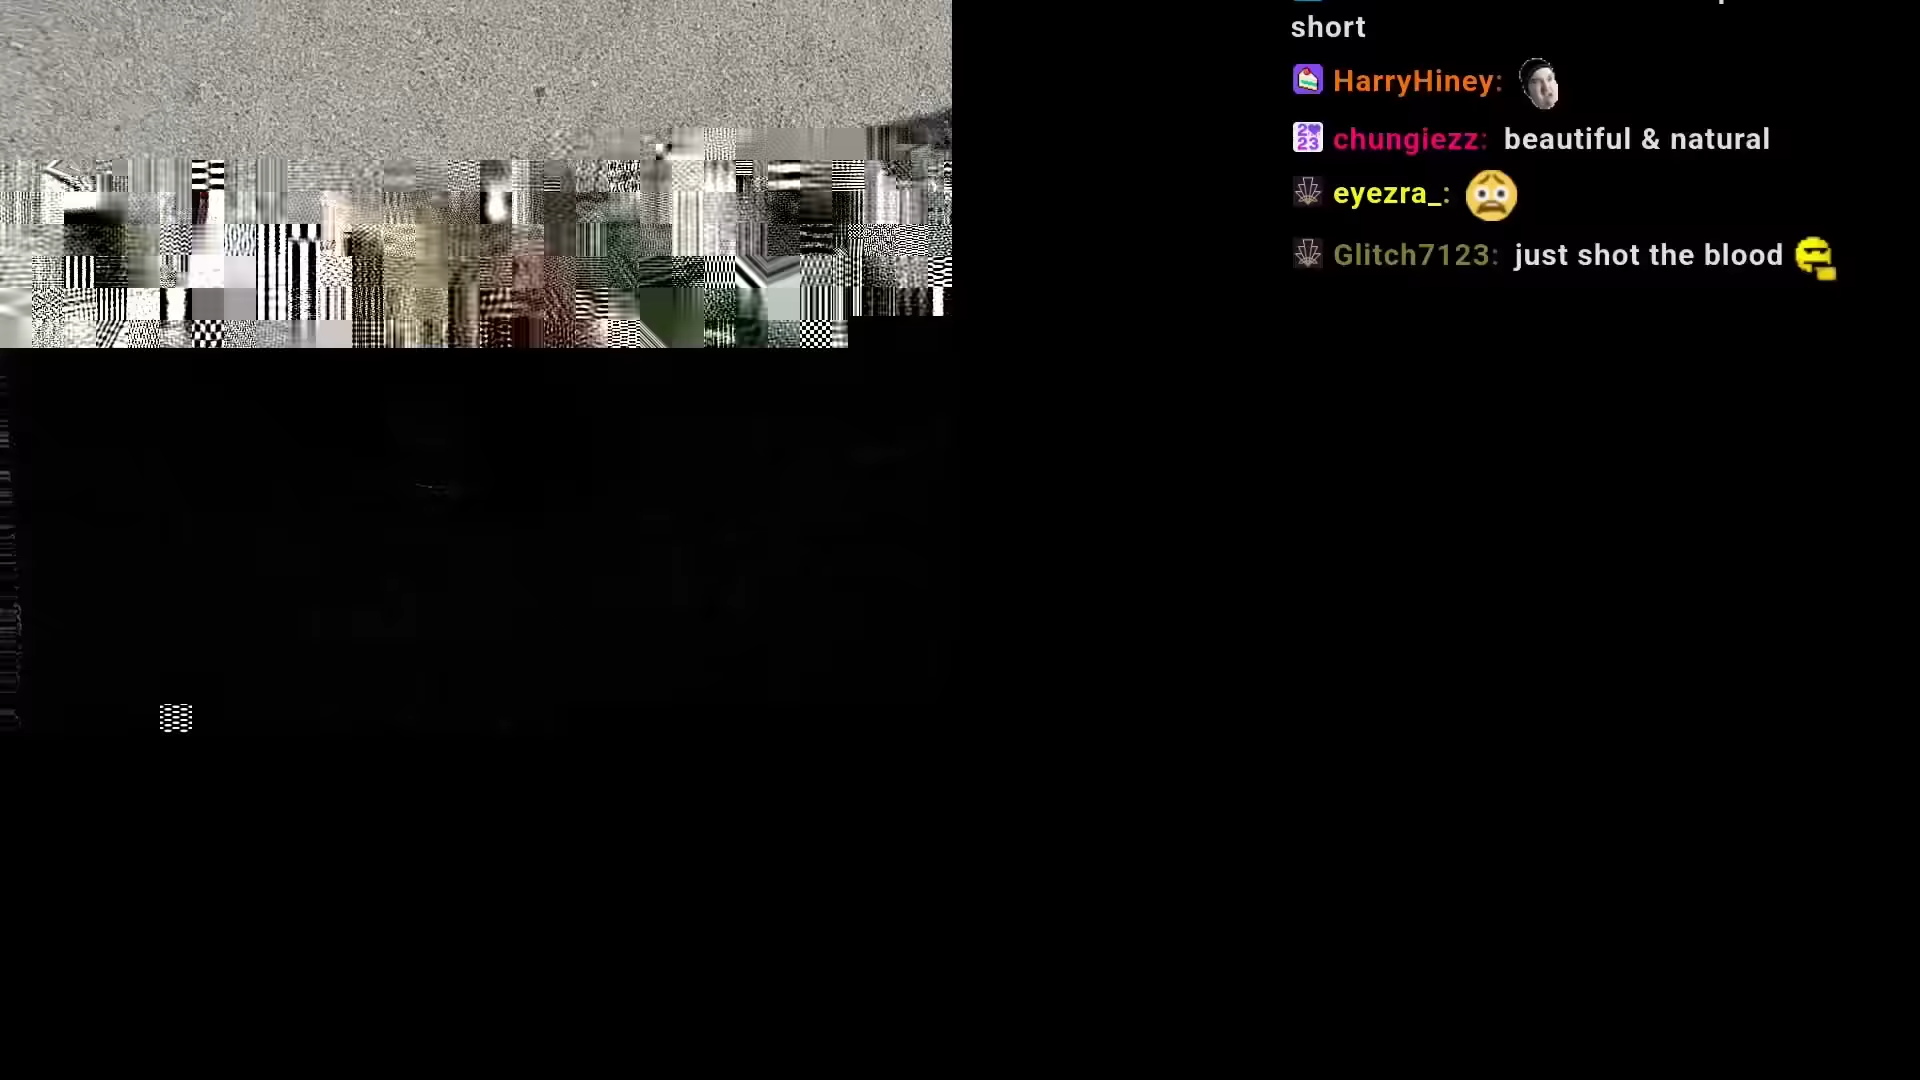 short
HarryHiney:
chungiezz: beautiful & natural
eyezra_:
Glitch7123: just shot the blood